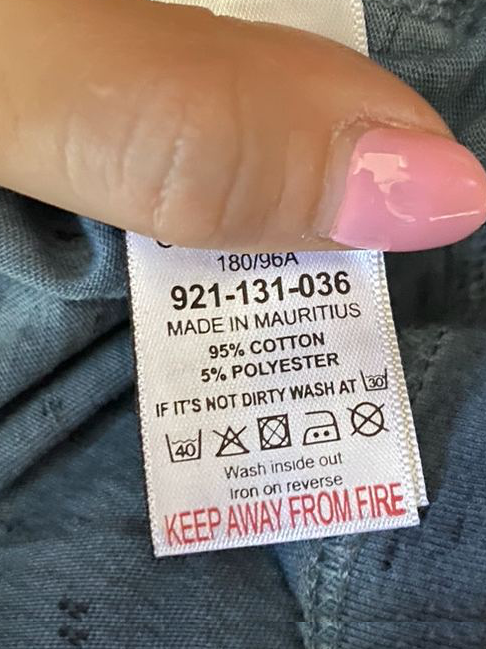 180/96A
921-131-036
MADE IN MAURITIUS
95% COTTON
5% POLYESTER
IF IT'S NOT DIRTY WASH AT 30
40
Wash inside out
Iron on reverse
KEEP AWAY FROM FIRE